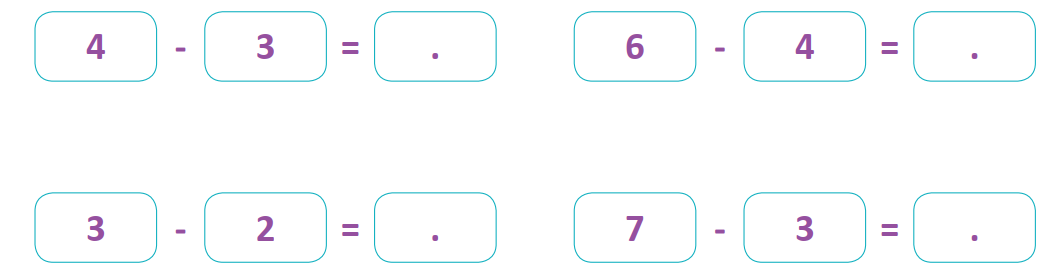 4 - 3 = . 6 - 4 = .
3 - 2 = . 7 - 3 = .